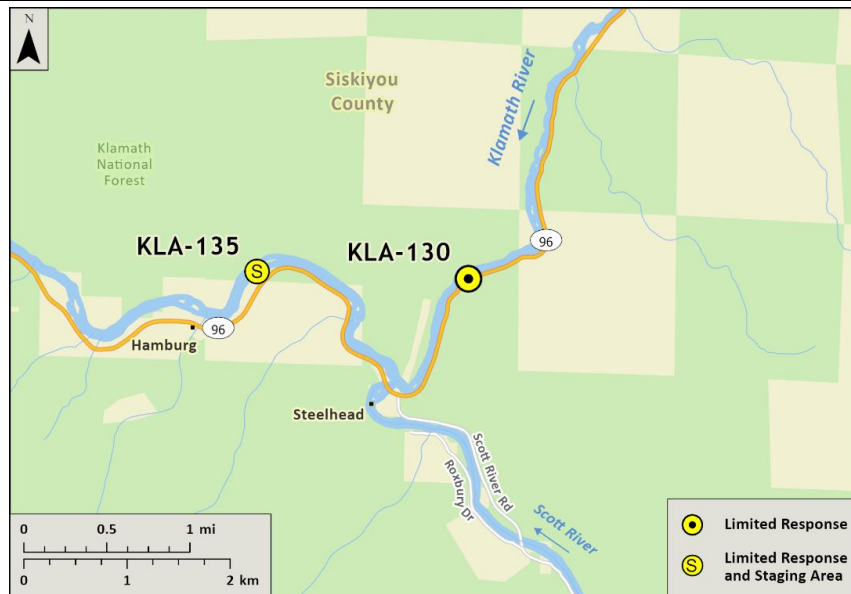 N
Siskiyou
County
Klamath River
Klamath
National
Forest
KLA-135
KLA-130
96
S
96
Hamburg
Steelhead
Scott River Rd
Roxbury Dr
Scott River
0 0.5 1 mi
0 1 2 km
Limited Response
S Limited Response
and Staging Area